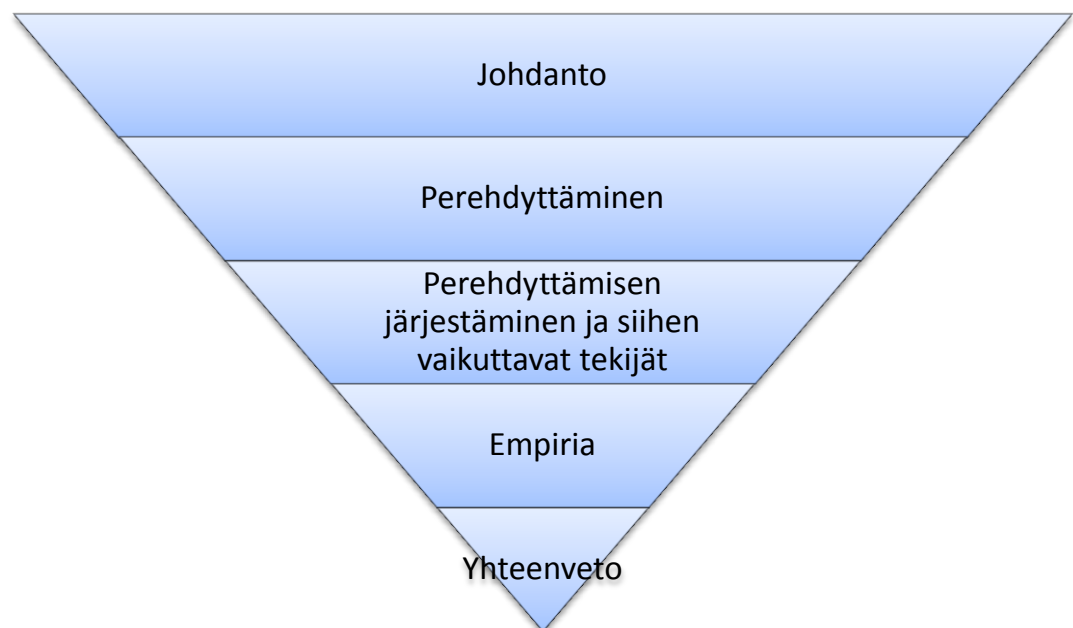 Johdanto
Perehdyttäminen
Perehdyttämisen
järjestäminen ja siihen
vaikuttavat tekijät
Empiria
Yhteenveto